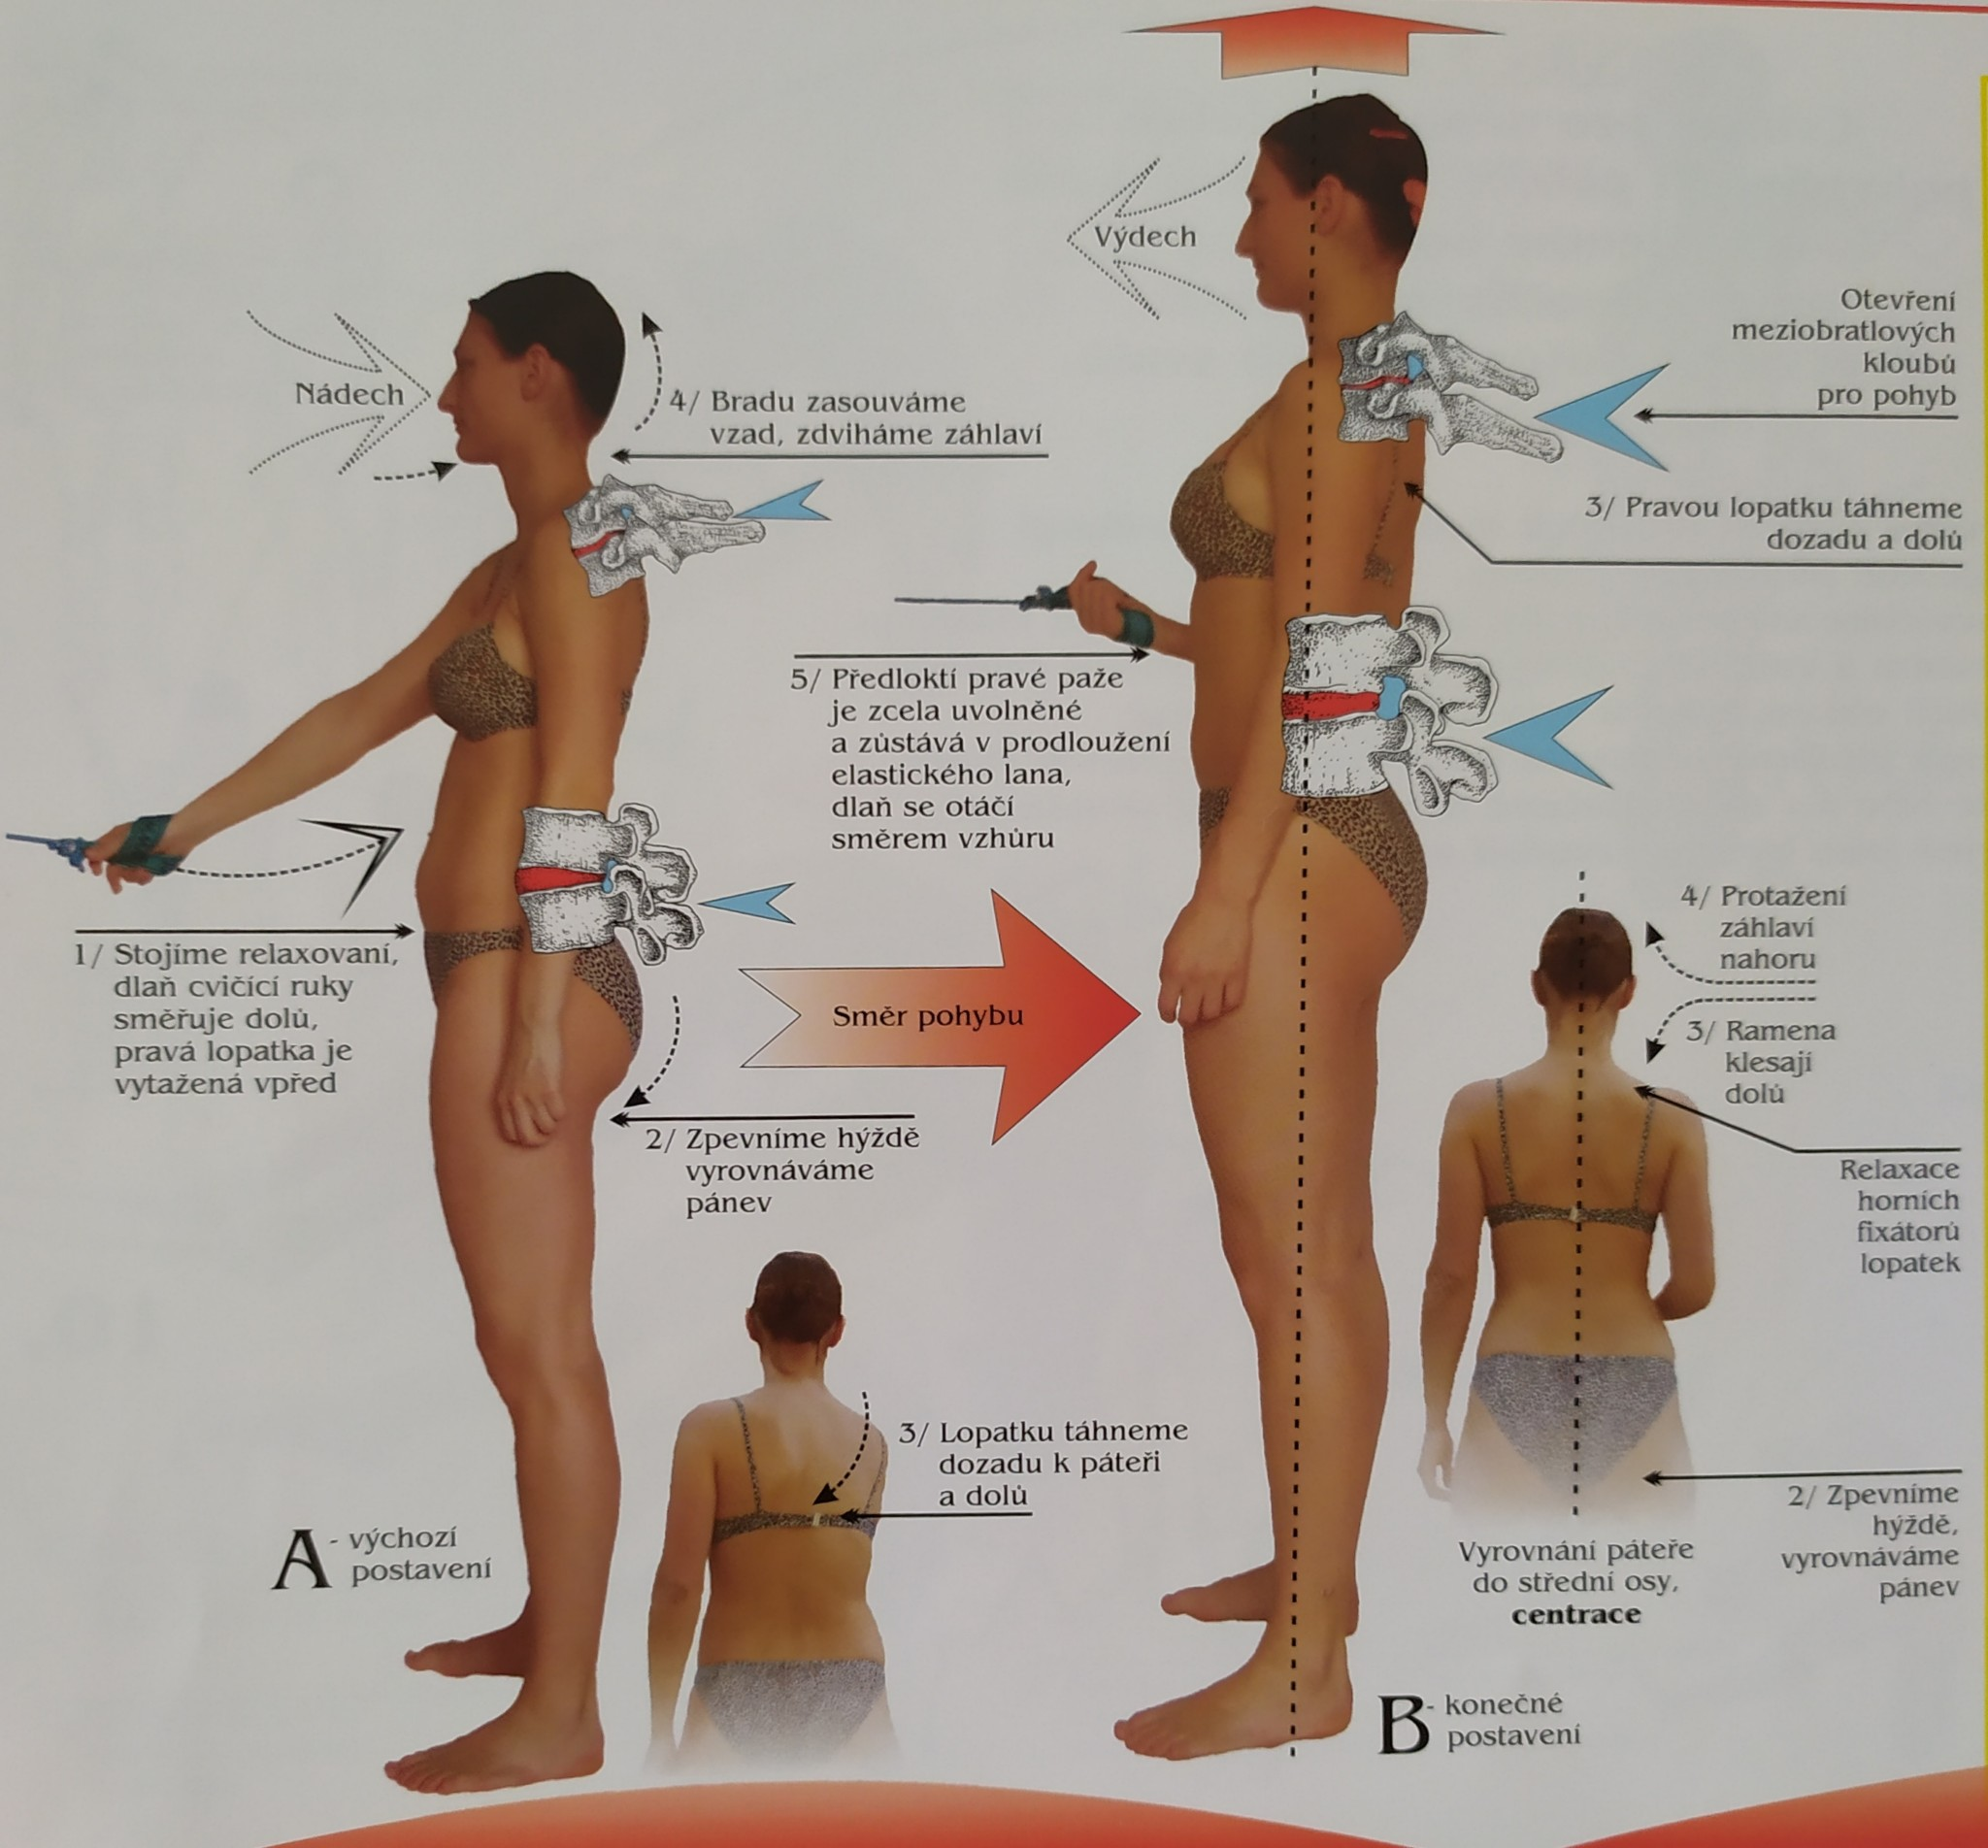 Výdech
Otevření
meziobratlových
kloubů
pro pohyb
Nádech
4/ Bradu zasouváme
vzad, zdviháme záhlaví
3/ Pravou lopatku táhneme
dozadu a dolů
5/ Předloktí pravé paže
je zcela uvolněné
a zůstává v prodloužení
elastického lana,
dlaň se otáčí
směrem vzhůru
1/ Stojíme relaxovaní,
dlaň cvičící ruky
směřuje dolů,
pravá lopatka je
vytažená vpřed
Směr pohybu
4/ Protažení
záhlaví
nahoru
3/ Ramena
klesají
dolů
2/ Zpevníme hýždě
vyrovnáváme
pánev
Relaxace
horních
fixátorů
lopatek
3/ Lopatku táhneme
dozadu k páteři
a dolů
A - výchozí
postavení
2/ Zpevníme
hýždě,
vyrovnáváme
pánev
Vyrovnání páteře
do střední osy,
centrace
B - konečné
postavení